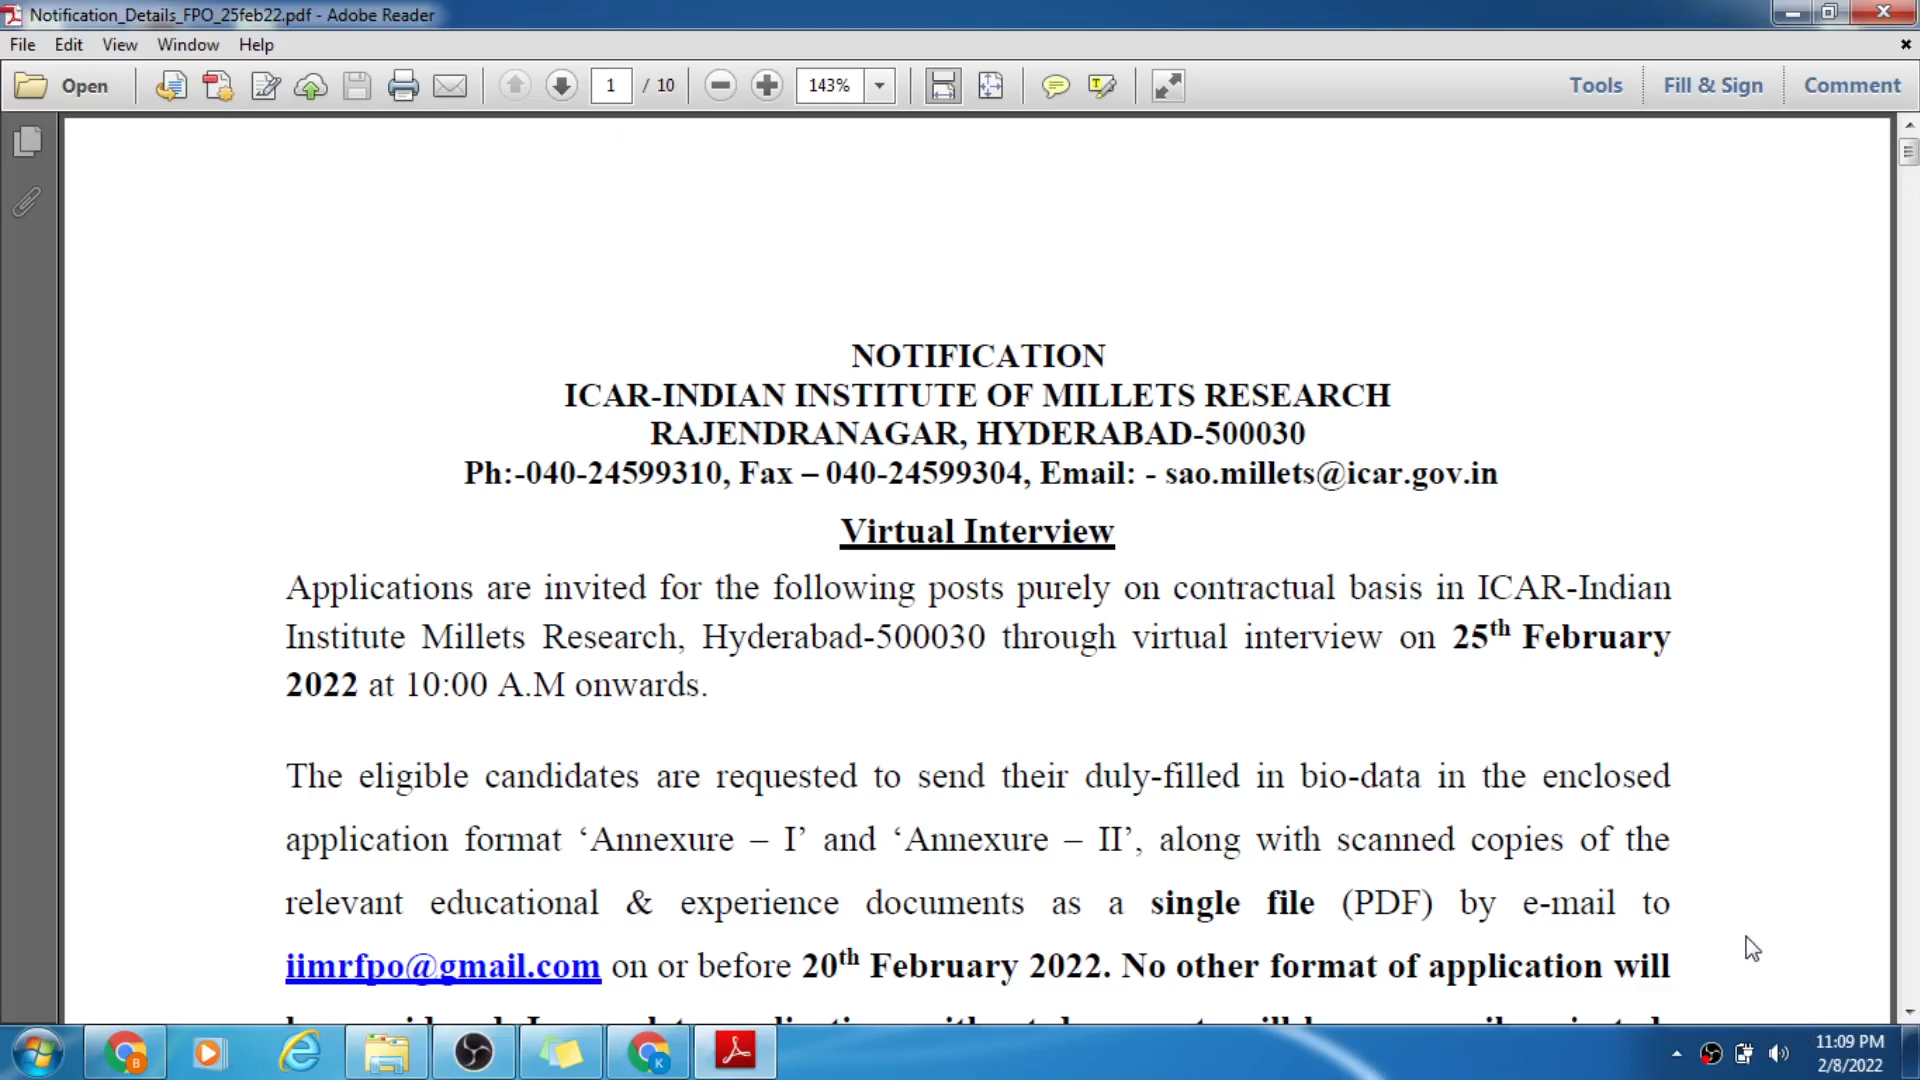 Notification_Details_FPO_25feb22.pdf - Adobe Reader
File Edit View Window Help
Open 1 / 10 143% Tools Fill & Sign Comment
NOTIFICATION
ICAR-INDIAN INSTITUTE OF MILLETS RESEARCH
RAJENDRANAGAR, HYDERABAD-500030
Ph:-040-24599310, Fax – 040-24599304, Email: - sao.millets@icar.gov.in
Virtual Interview
Applications are invited for the following posts purely on contractual basis in ICAR-Indian
Institute Millets Research, Hyderabad-500030 through virtual interview on 25th February
2022 at 10:00 A.M onwards.
The eligible candidates are requested to send their duly-filled in bio-data in the enclosed
application format ‘Annexure – I’ and ‘Annexure – II’, along with scanned copies of the
relevant educational & experience documents as a single file (PDF) by e-mail to
iimrfpo@gmail.com on or before 20th February 2022. No other format of application will
11:09 PM
2/8/2022